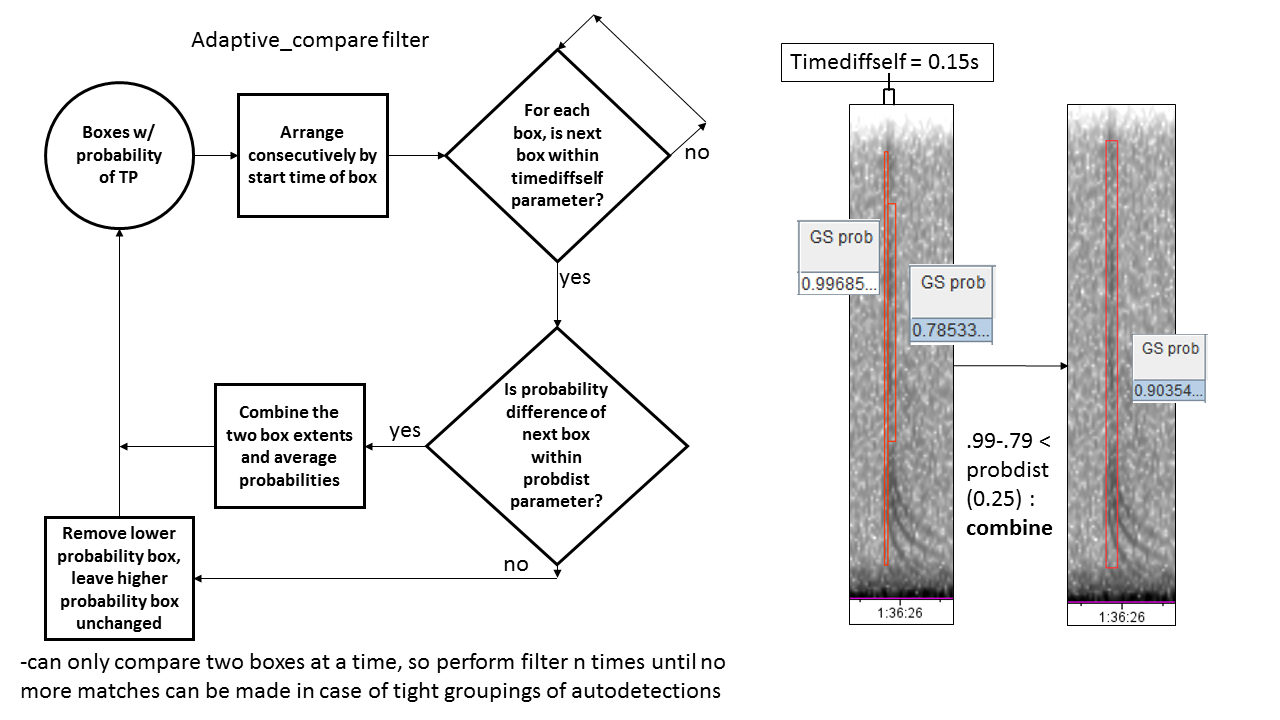 Adaptive_compare filter
Boxes w/
probability
of TP
Arrange
consecutively by
start time of box
For each
box, is next
box within
timediffself
parameter?
no
yes
Is probability
difference of
next box
within
probdist
parameter?
yes
Combine the
two box extents
and average
probabilities
no
Remove lower
probability box,
leave higher
probability box
unchanged
-can only compare two boxes at a time, so perform filter n times until no
more matches can be made in case of tight groupings of autodetections
Timediffself = 0.15s
GS prob
0.99685...
GS prob
0.78533...
1:36:26
.99-.79 <
probdist
(0.25) :
combine
GS prob
0.90354...
1:36:26